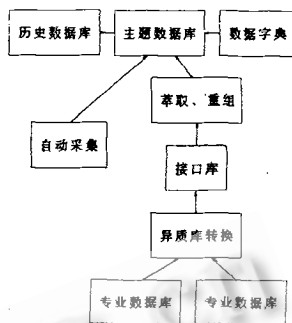 历史数据库 主题数据库 数据字典
萃取、重组
自动采集
接口库
异质库转换
专业数据库 专业数据库